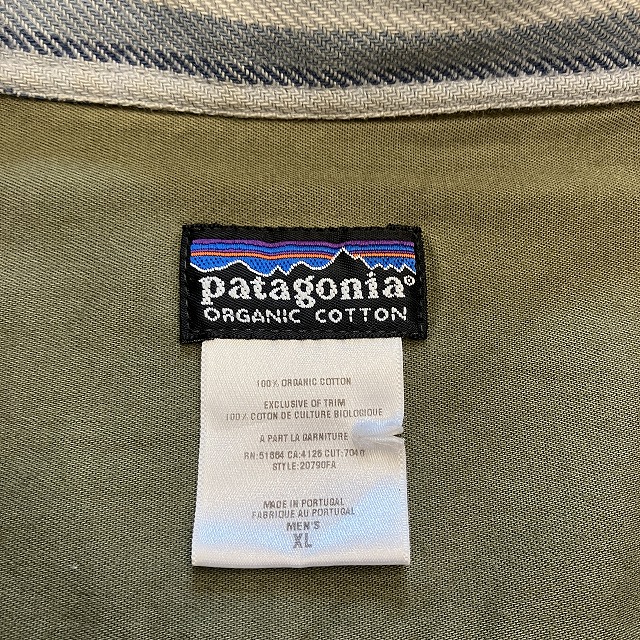 patagonia®
ORGANIC COTTON
100% ORGANIC COTTON
EXCLUSIVE OF TRIM
100% COTON DE CULTURE BIOLOGIQUE
A PART LA GARNITURE
RN:51884 CA:4126 CUT:7040
STYLE:20790FA
MADE IN PORTUGAL
FABRIQUE AU PORTUGAL
MEN'S
XL